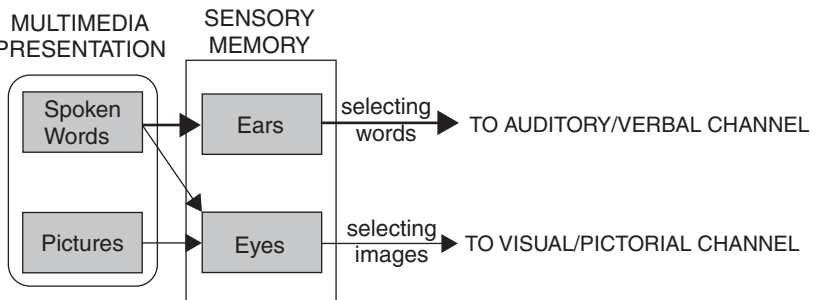 MULTIMEDIA
PRESENTATION
SENSORY
MEMORY
Spoken
Words
Ears
selecting
words
TO AUDITORY/VERBAL CHANNEL
Pictures
Eyes
selecting
images
TO VISUAL/PICTORIAL CHANNEL